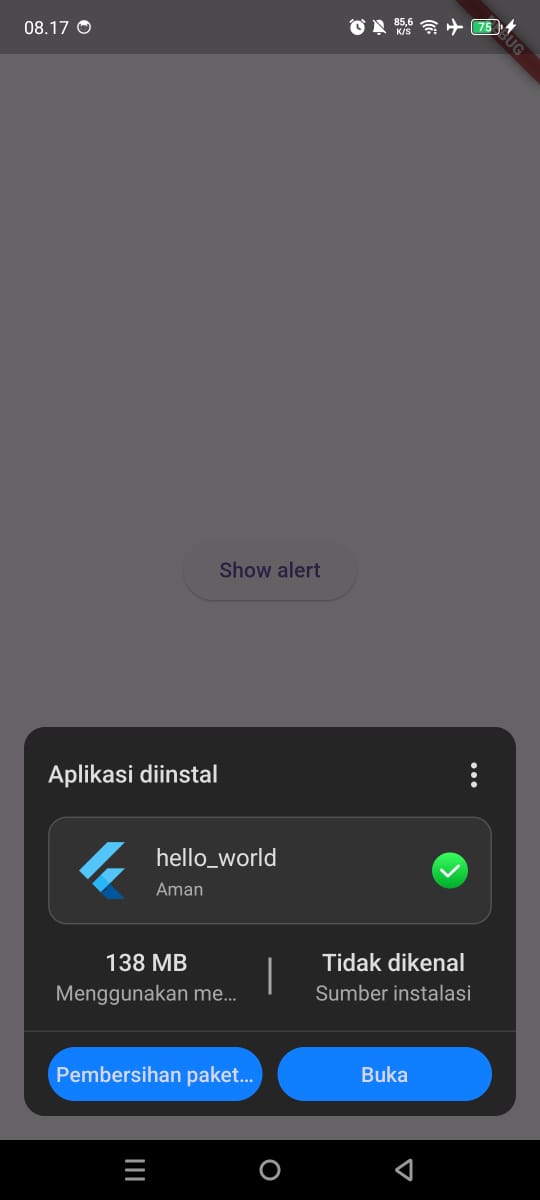 08.17
85,6
K/S
75
Show alert
Aplikasi diinstal
hello_world
Aman
138 MB
Menggunakan me...
Tidak dikenal
Sumber instalasi
Pembersihan paket...
Buka